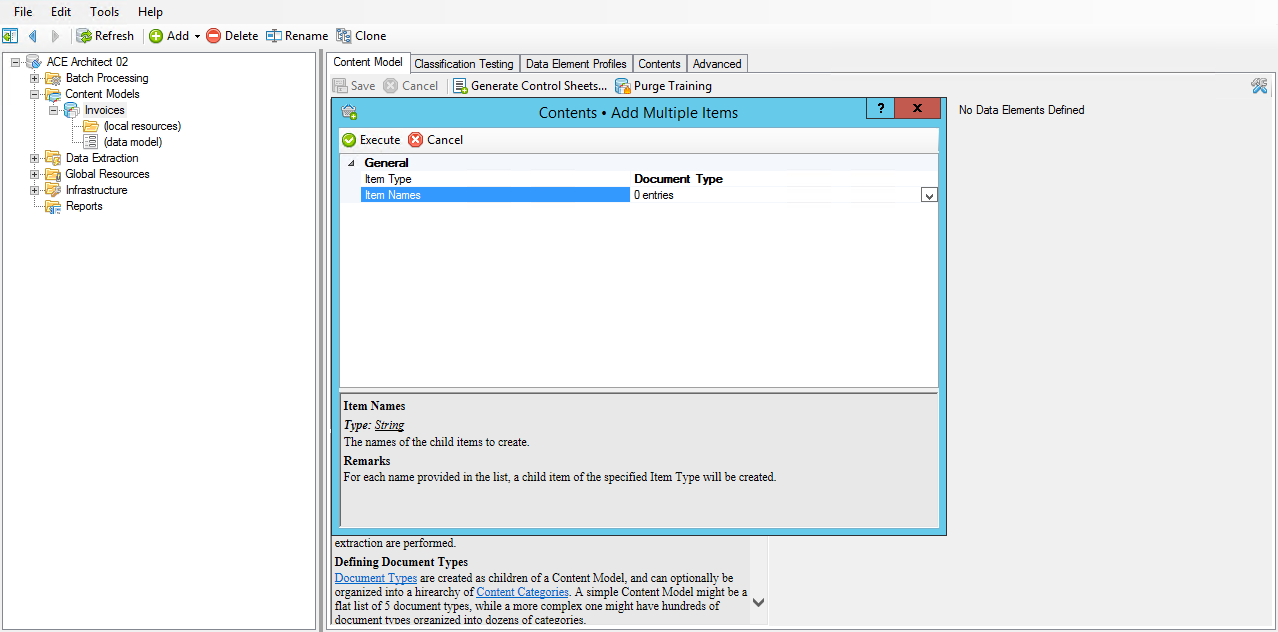 File Edit Tools Help
Refresh Add Delete Rename Clone
ACE Architect 02
Batch Processing
Content Models
Invoices
(local resources)
(data model)
Data Extraction
Global Resources
Infrastructure
Reports
Content Model Classification Testing Data Element Profiles Contents Advanced
Save Cancel Generate Control Sheets... Purge Training
Contents • Add Multiple Items ? x
No Data Elements Defined
Execute Cancel
General
Item Type Document Type
Item Names 0 entries
Item Names
Type: String
The names of the child items to create.
Remarks
For each name provided in the list, a child item of the specified Item Type will be created.
extraction are performed.
Defining Document Types
Document Types are created as children of a Content Model, and can optionally be
organized into a hirearchy of Content Categories. A simple Content Model might be a
flat list of 5 document types, while a more complex one might have hundreds of
document types organized into dozens of categories.